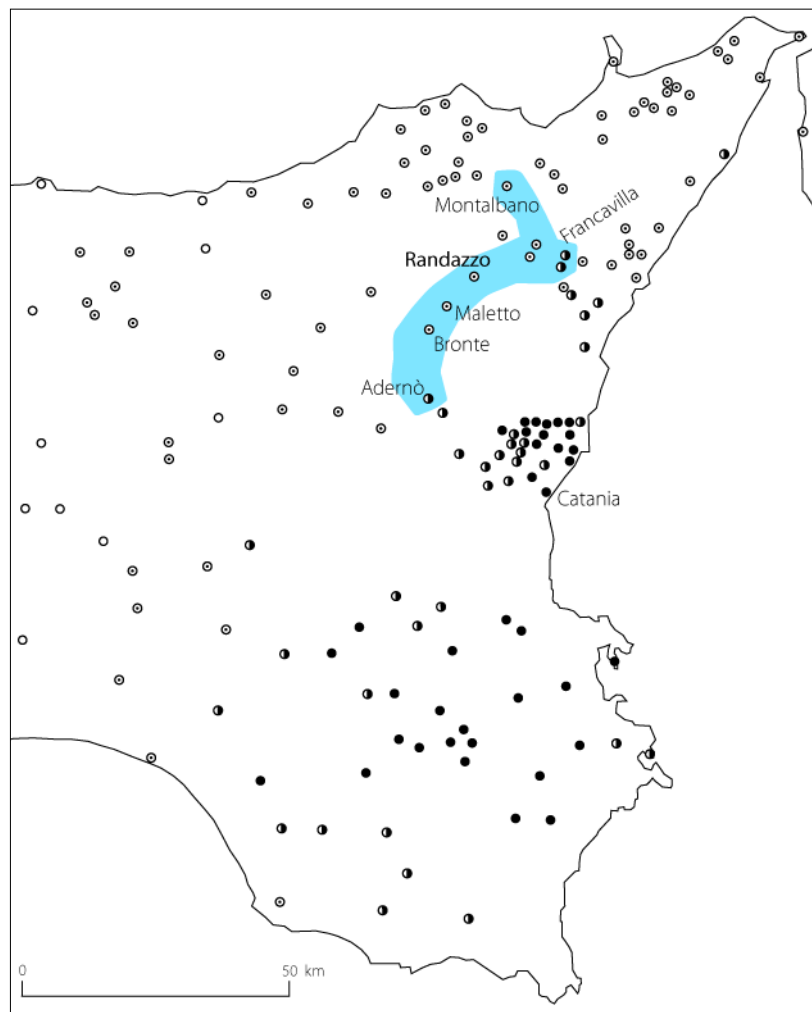 Montalbano
Francavilla
Randazzo
Maletto
Bronte
Adernò
Catania
0 50 km